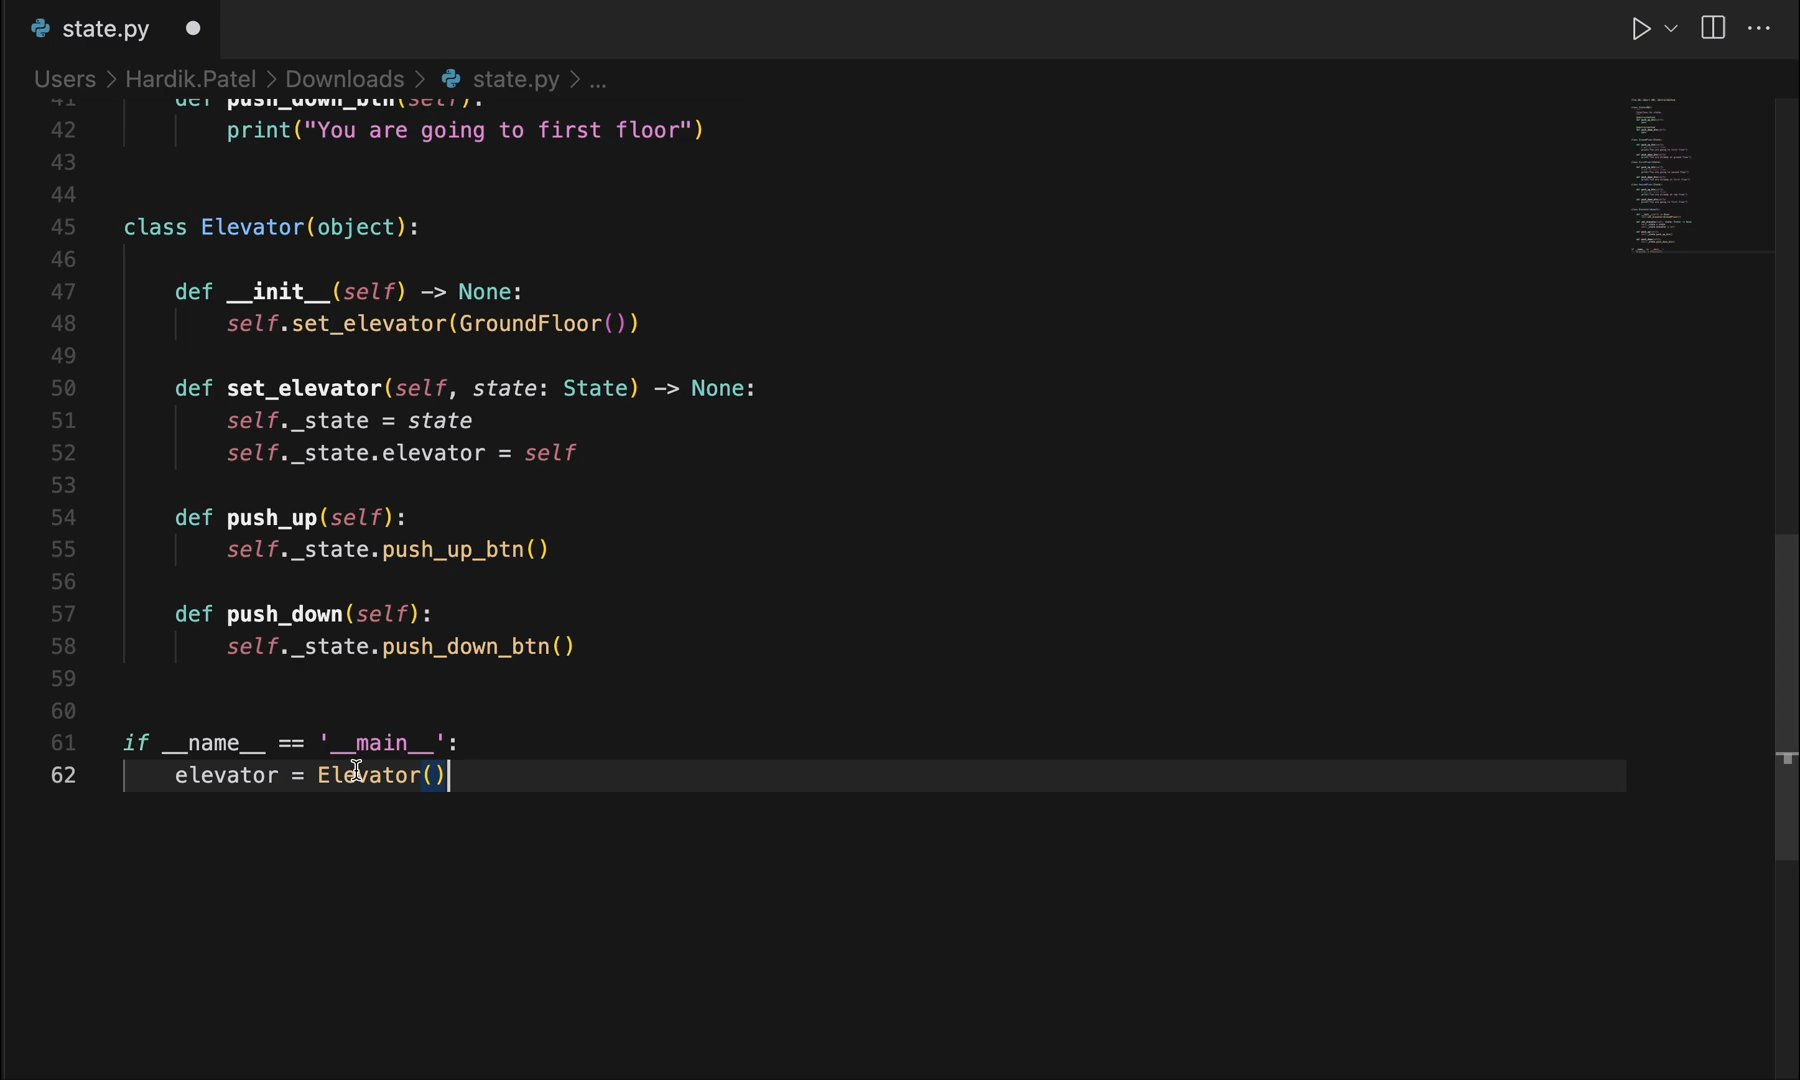 state.py
Users > Hardik.Patel > Downloads > state.py > ...
41 def push_down_btn(self):
42 print("You are going to first floor")
43
44
45 class Elevator(object):
46
47 def __init__(self) -> None:
48 self.set_elevator(GroundFloor())
49
50 def set_elevator(self, state: State) -> None:
51 self._state = state
52 self._state.elevator = self
53
54 def push_up(self):
55 self._state.push_up_btn()
56
57 def push_down(self):
58 self._state.push_down_btn()
59
60
61 if __name__ == '__main__':
62 elevator = Elevator()